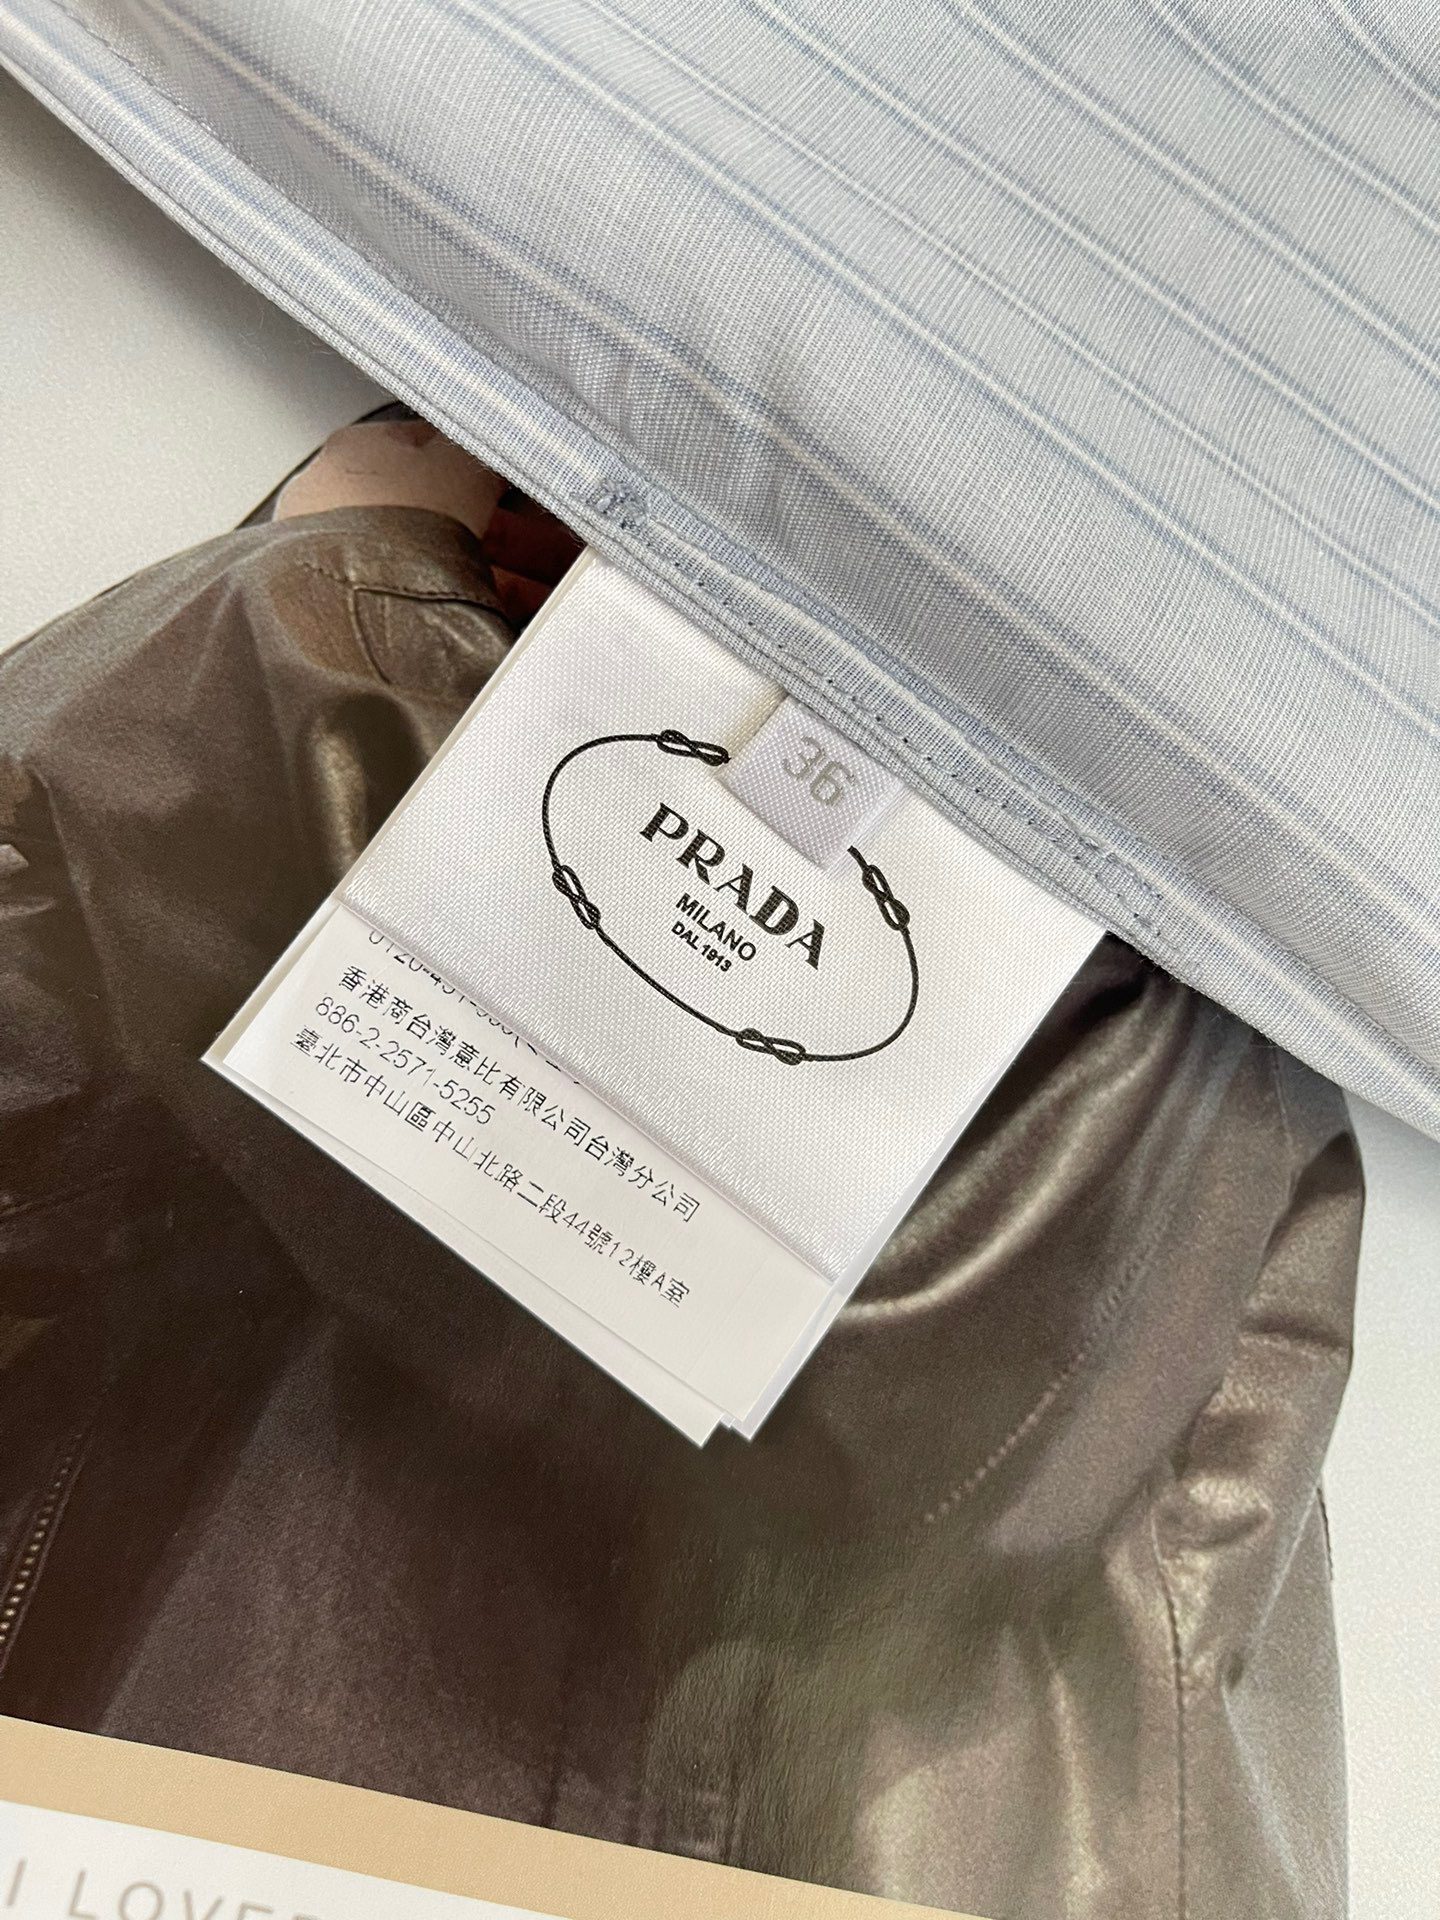 36
PRADA
MILANO
DAL 1913
香港商台灣意比有限公司台灣分公司
886-2-2571-5255
臺北市中山區中山北路二段44號12樓A室
I LOVE